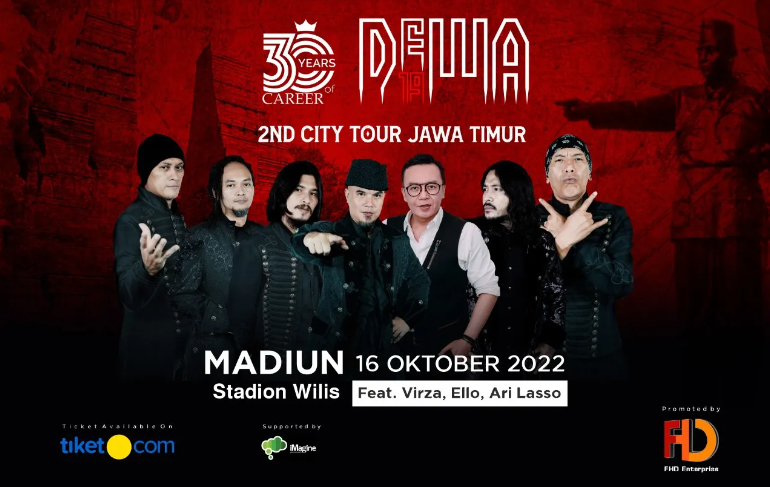 30 YEARS of CAREER
DEWA 19
2ND CITY TOUR JAWA TIMUR
MADIUN 16 OKTOBER 2022
Stadion Wilis Feat. Virza, Ello, Ari Lasso
Ticket Available On
tiket.com
Supported by
iMagine
Promoted by
FHD
FHD Enterprise